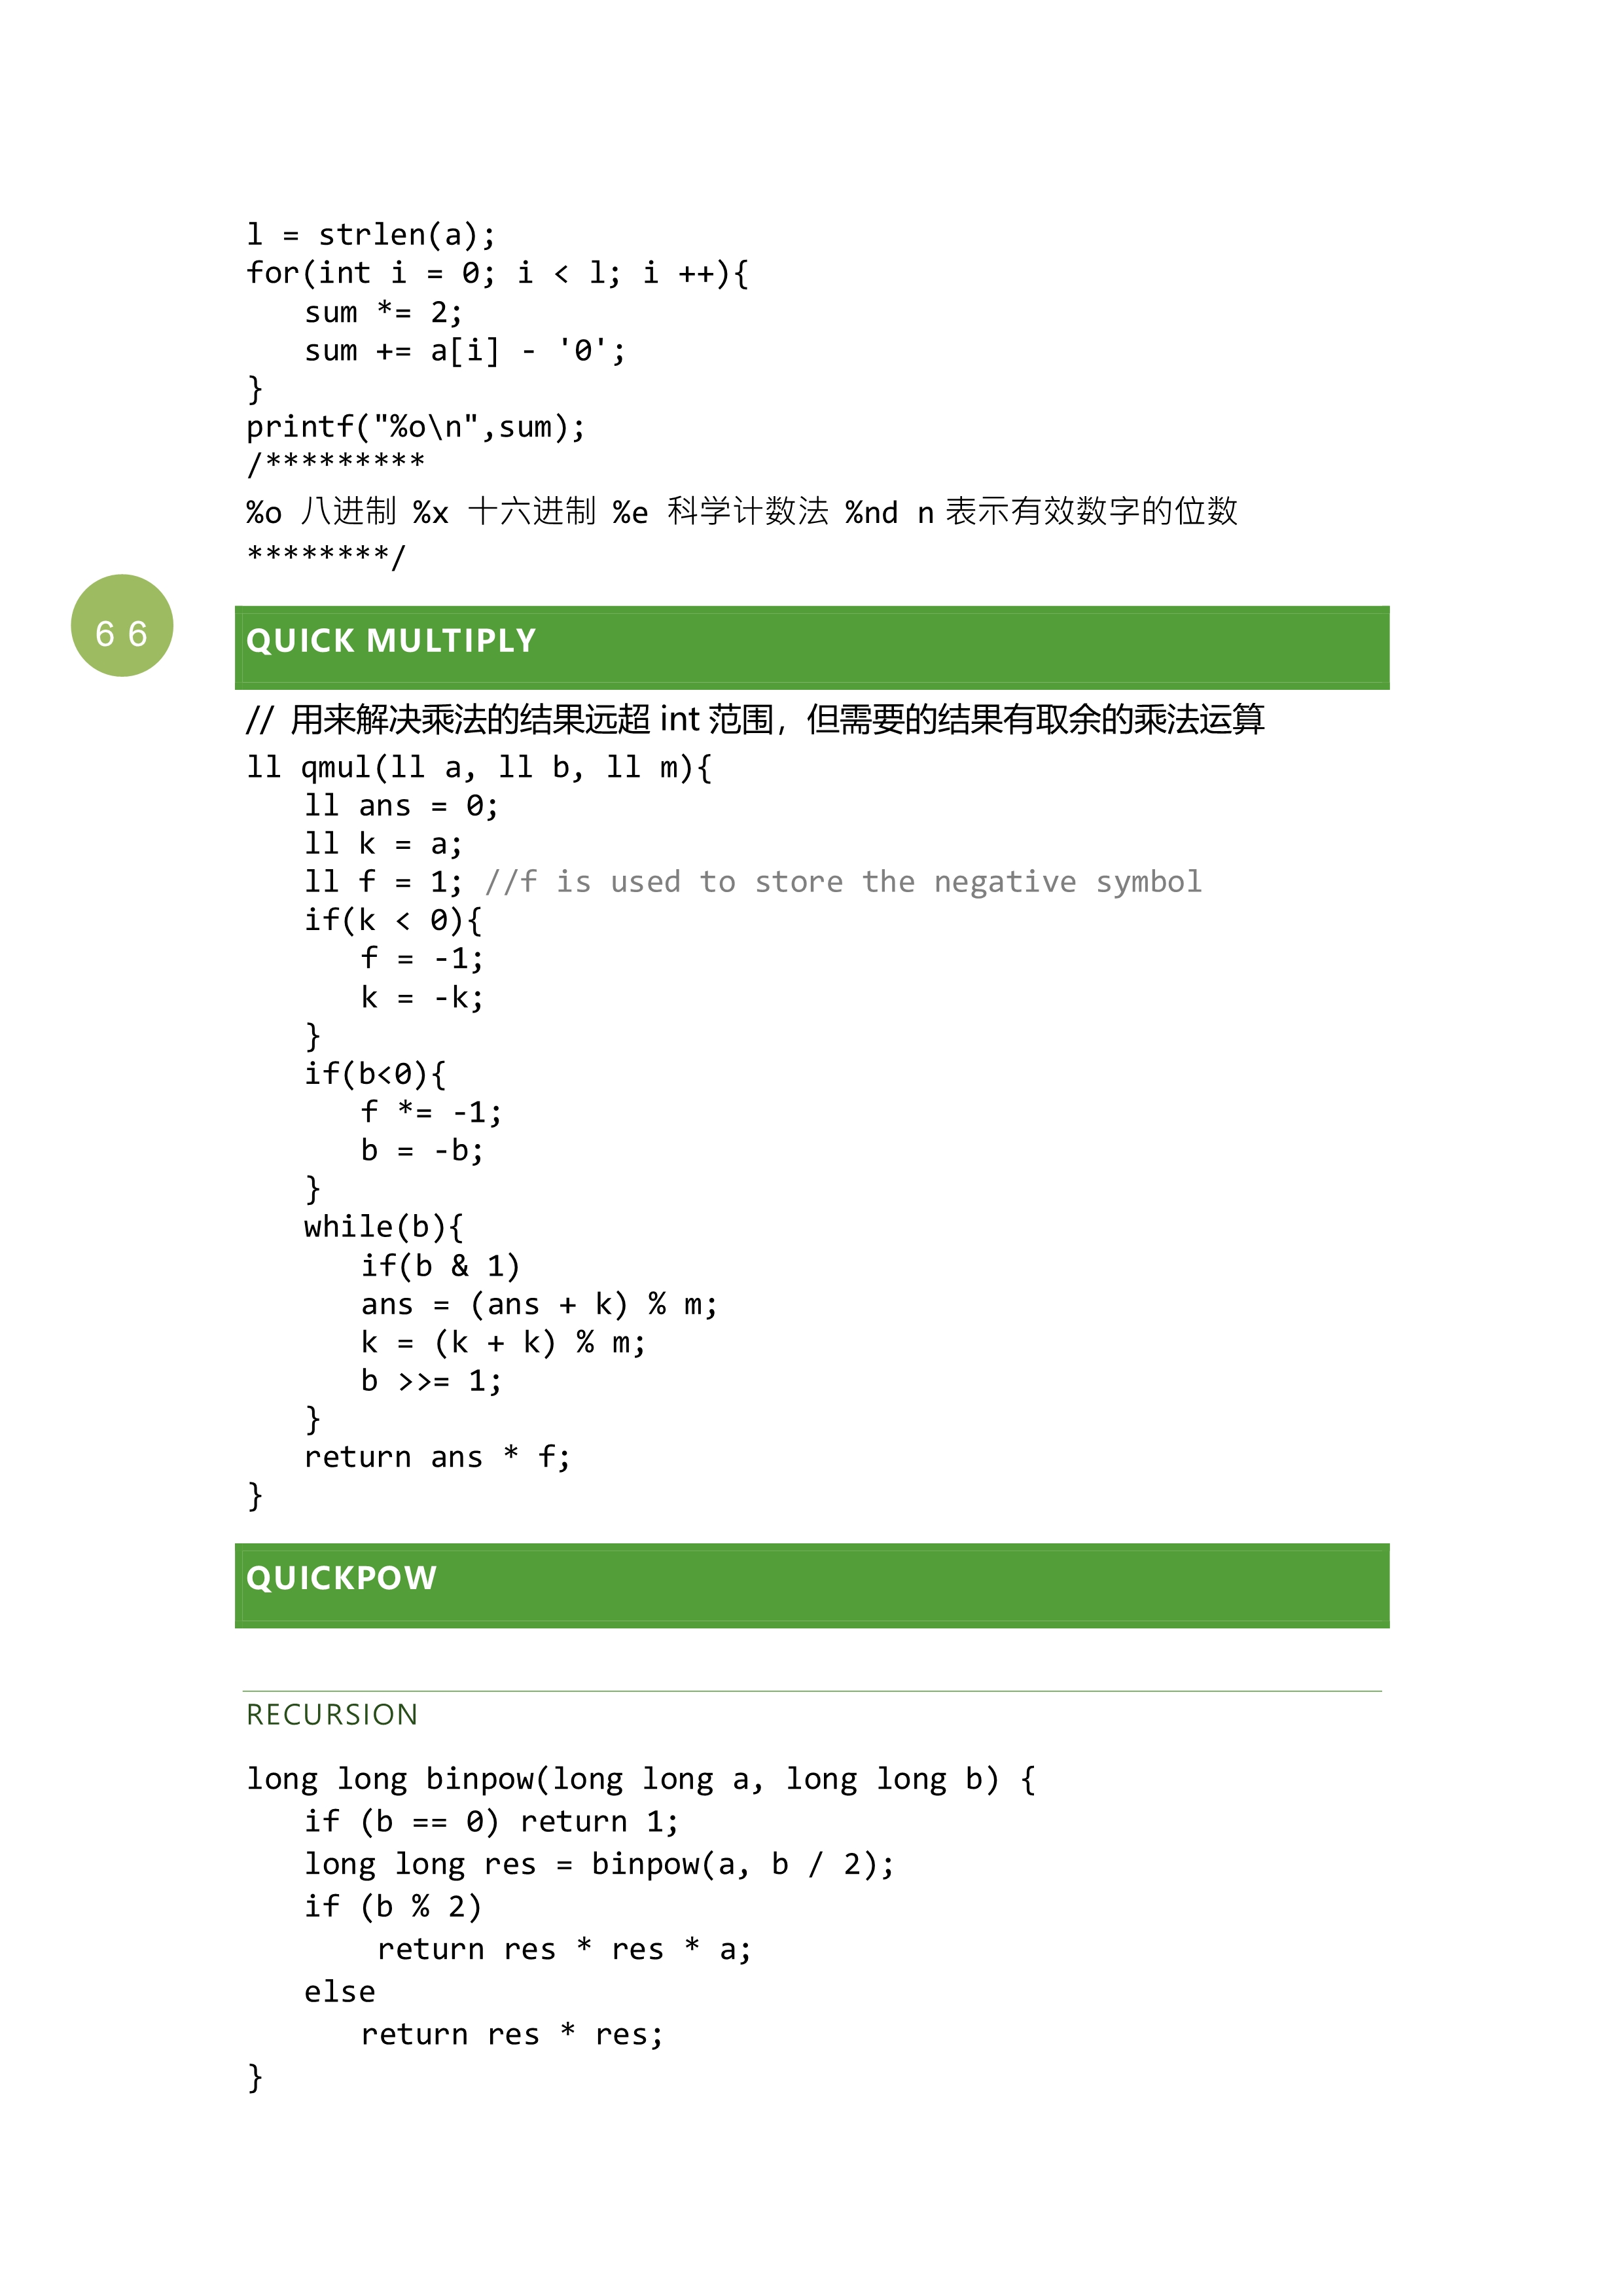 l = strlen(a);
for(int i = 0; i < l; i ++){
    sum *= 2;
    sum += a[i] - '0';
}
printf("%o\n",sum);
/*********
%o 八进制 %x 十六进制 %e 科学计数法 %nd n 表示有效数字的位数
********/
66
QUICK MULTIPLY
// 用来解决乘法的结果远超 int 范围，但需要的结果有取余的乘法运算
ll qmul(ll a, ll b, ll m){
    ll ans = 0;
    ll k = a;
    ll f = 1; //f is used to store the negative symbol
    if(k < 0){
        f = -1;
        k = -k;
    }
    if(b<0){
        f *= -1;
        b = -b;
    }
    while(b){
        if(b & 1)
        ans = (ans + k) % m;
        k = (k + k) % m;
        b >>= 1;
    }
    return ans * f;
}
QUICKPOW
RECURSION
long long binpow(long long a, long long b) {
    if (b == 0) return 1;
    long long res = binpow(a, b / 2);
    if (b % 2)
         return res * res * a;
    else
        return res * res;
}